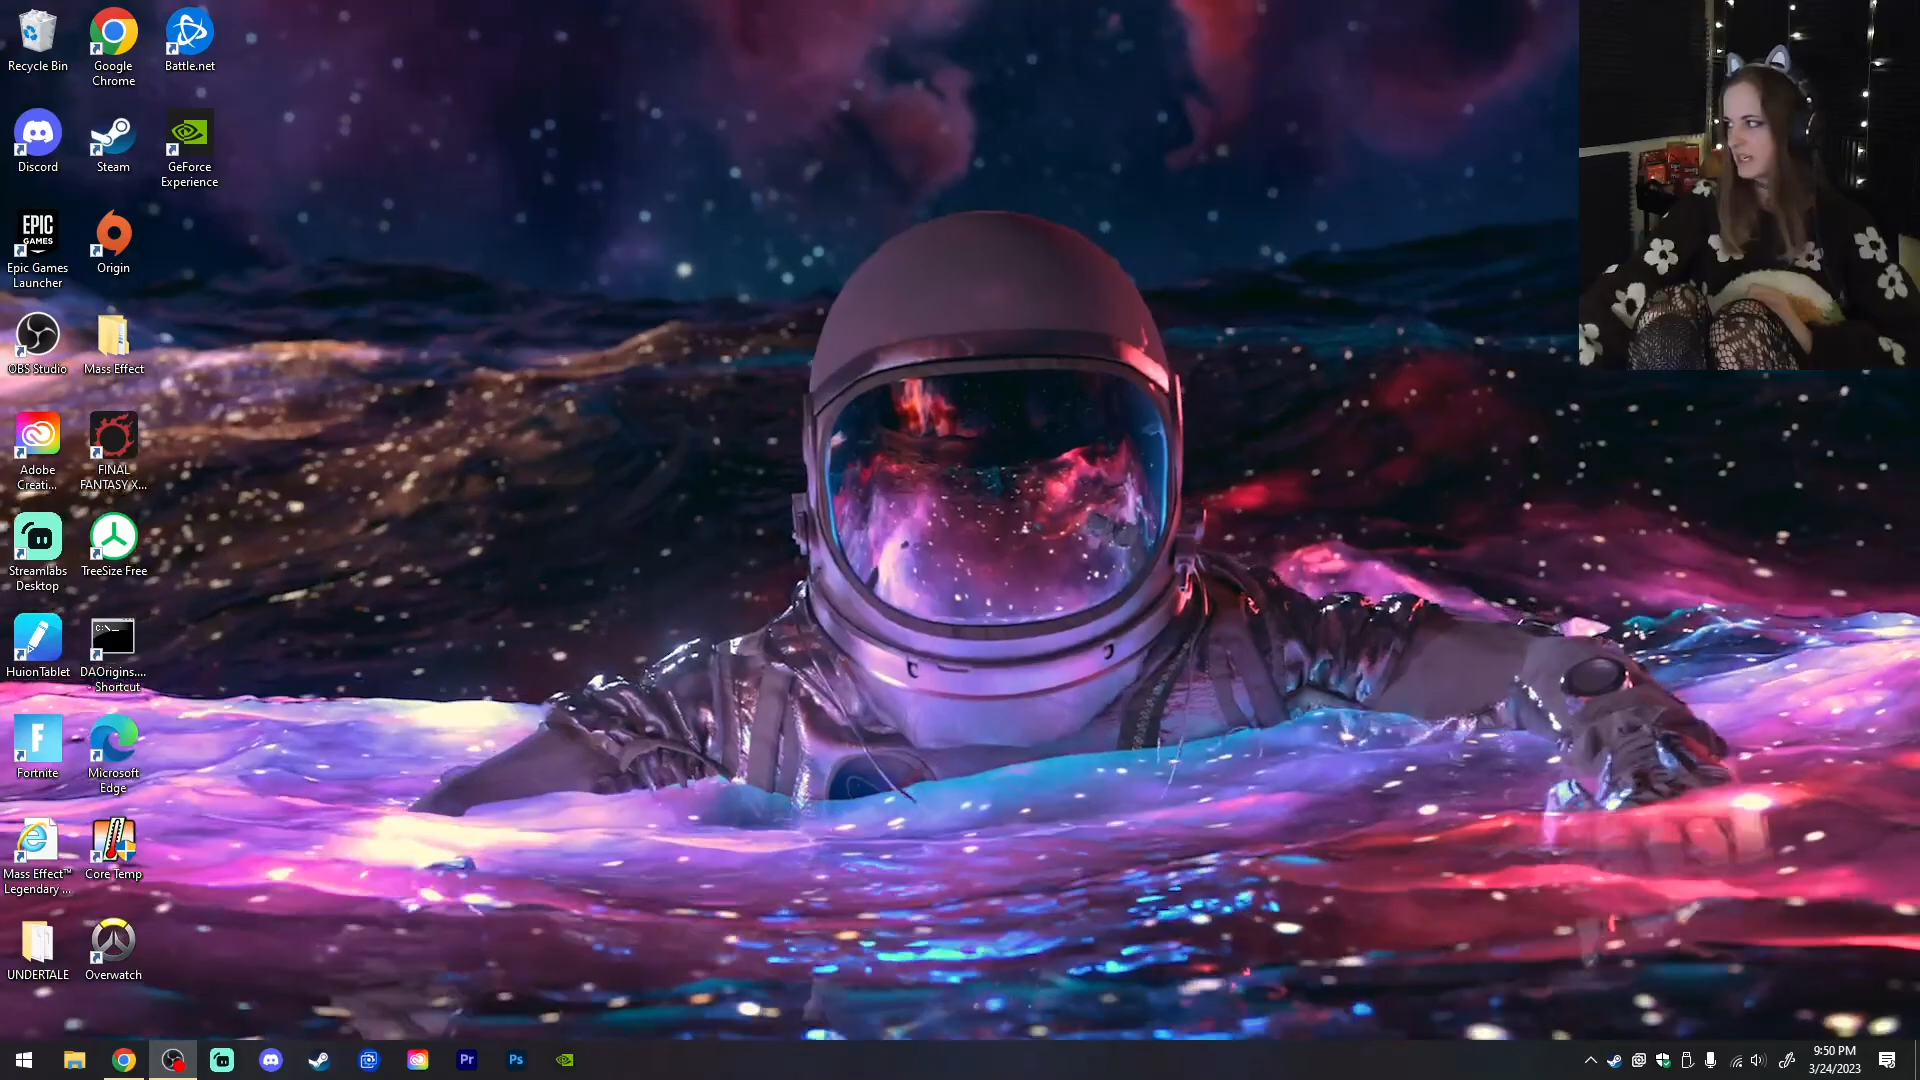 Recycle Bin
Google
Chrome
Battle.net
Discord
Steam
GeForce
Experience
EPIC
GAMES
Epic Games
Launcher
Origin
OBS Studio
Mass Effect
Adobe
Creati...
FINAL
FANTASY X...
Streamlabs
Desktop
TreeSize Free
C:\_
HuionTablet
DAOrigins....
- Shortcut
F
Fortnite
Microsoft
Edge
Mass Effect™
Legendary ...
Core Temp
UNDERTALE
Overwatch
Pr
Ps
9:50 PM
3/24/2023